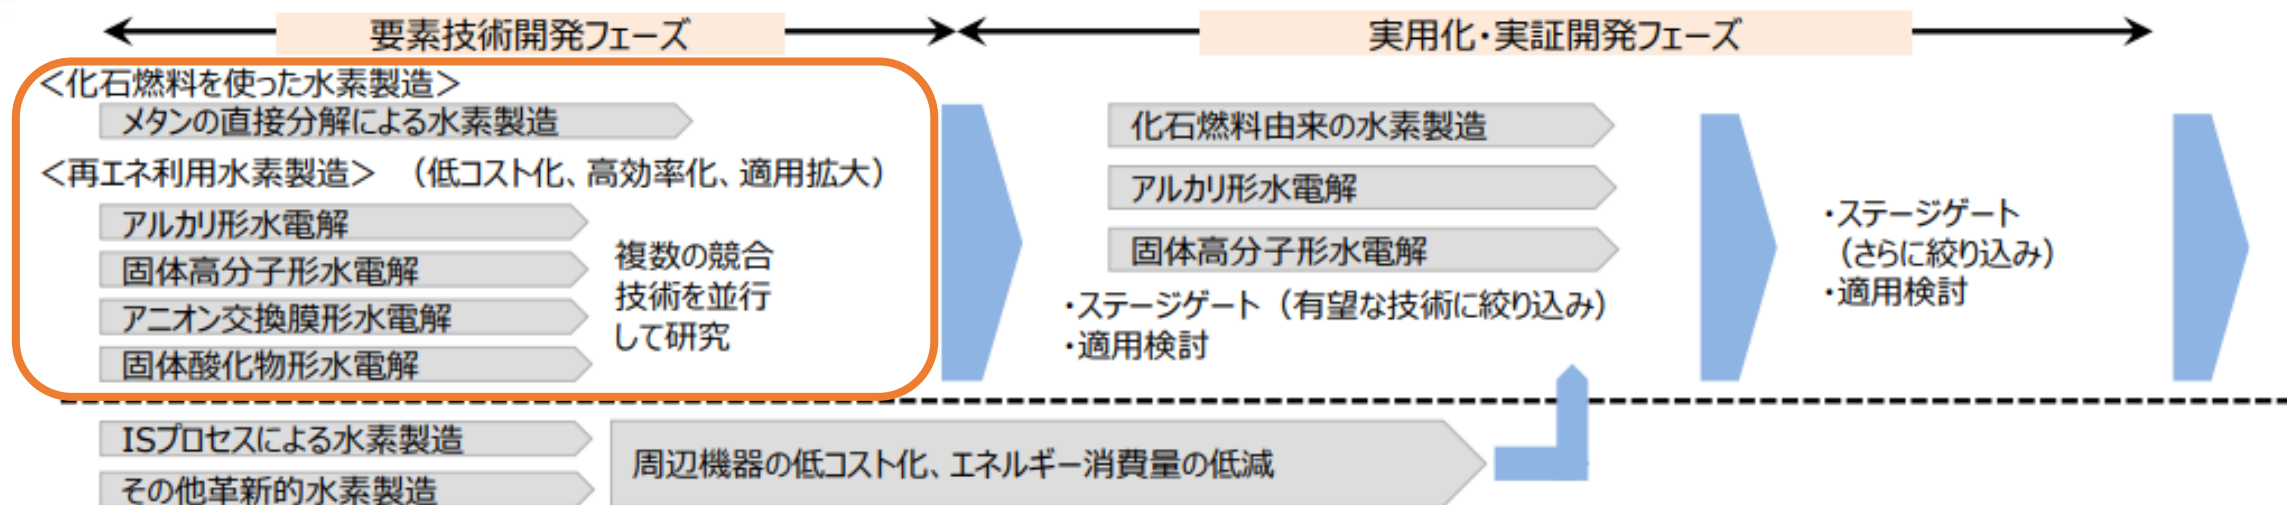 要素技術開発フェーズ
実用化・実証開発フェーズ
＜化石燃料を使った水素製造＞
メタンの直接分解による水素製造
＜再エネ利用水素製造＞ （低コスト化、高効率化、適用拡大）
アルカリ形水電解
固体高分子形水電解
アニオン交換膜形水電解
固体酸化物形水電解
複数の競合
技術を並行
して研究
化石燃料由来の水素製造
アルカリ形水電解
固体高分子形水電解
・ステージゲート（有望な技術に絞り込み）
・適用検討
・ステージゲート
（さらに絞り込み）
・適用検討
ISプロセスによる水素製造
その他革新的水素製造
周辺機器の低コスト化、エネルギー消費量の低減